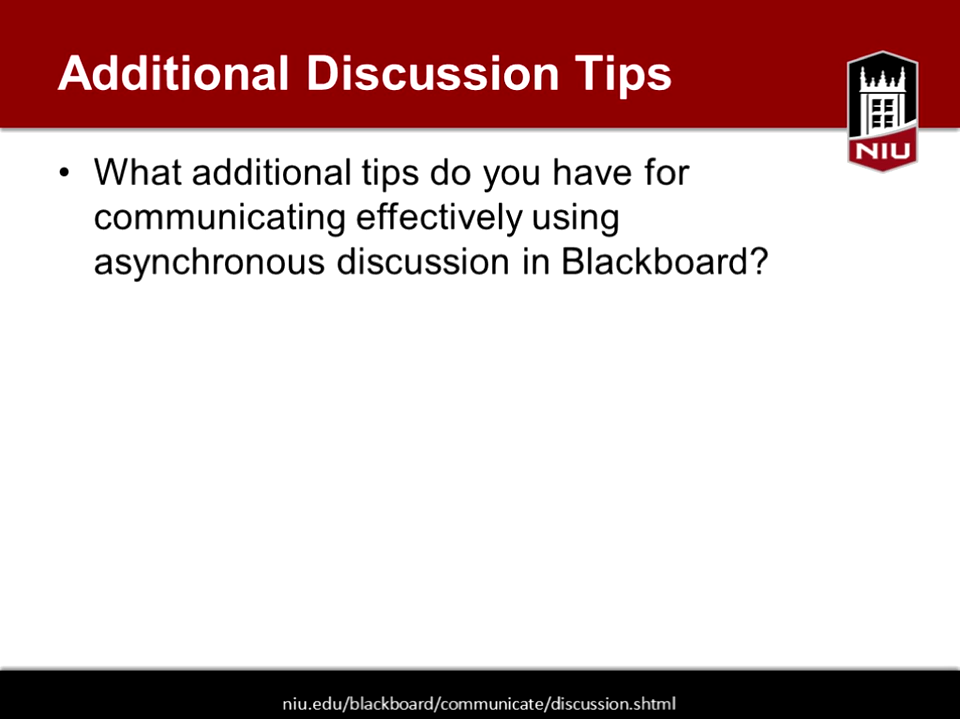 Additional Discussion Tips
NIU
• What additional tips do you have for
communicating effectively using
asynchronous discussion in Blackboard?
niu.edu/blackboard/communicate/discussion.shtml